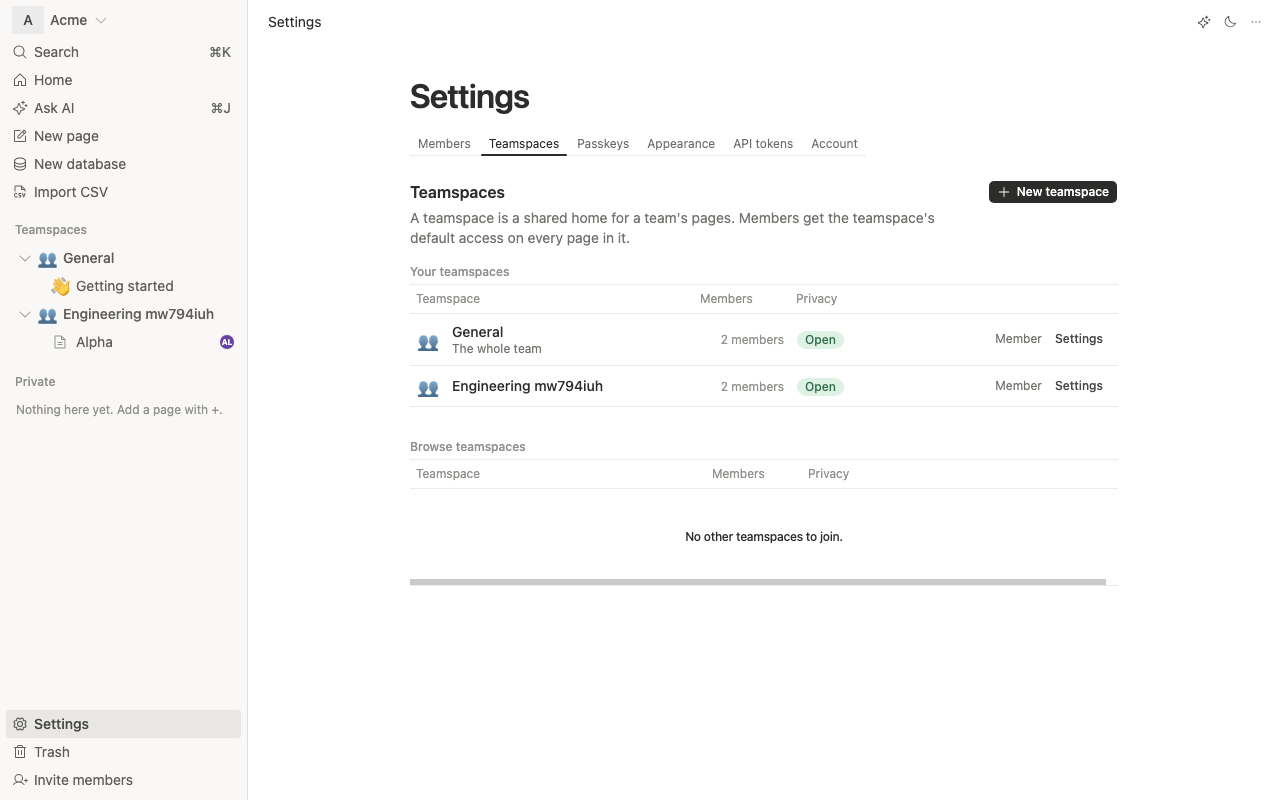 A Acme
Search ⌘K
Home
Ask AI ⌘J
New page
New database
Import CSV
Teamspaces
General
Getting started
Engineering mw794iuh
Alpha AL
Private
Nothing here yet. Add a page with +.
Settings
Trash
Invite members
Settings
Settings
Members Teamspaces Passkeys Appearance API tokens Account
Teamspaces
New teamspace
A teamspace is a shared home for a team's pages. Members get the teamspace's
default access on every page in it.
Your teamspaces
Teamspace Members Privacy
General
The whole team
2 members Open Member Settings
Engineering mw794iuh 2 members Open Member Settings
Browse teamspaces
Teamspace Members Privacy
No other teamspaces to join.